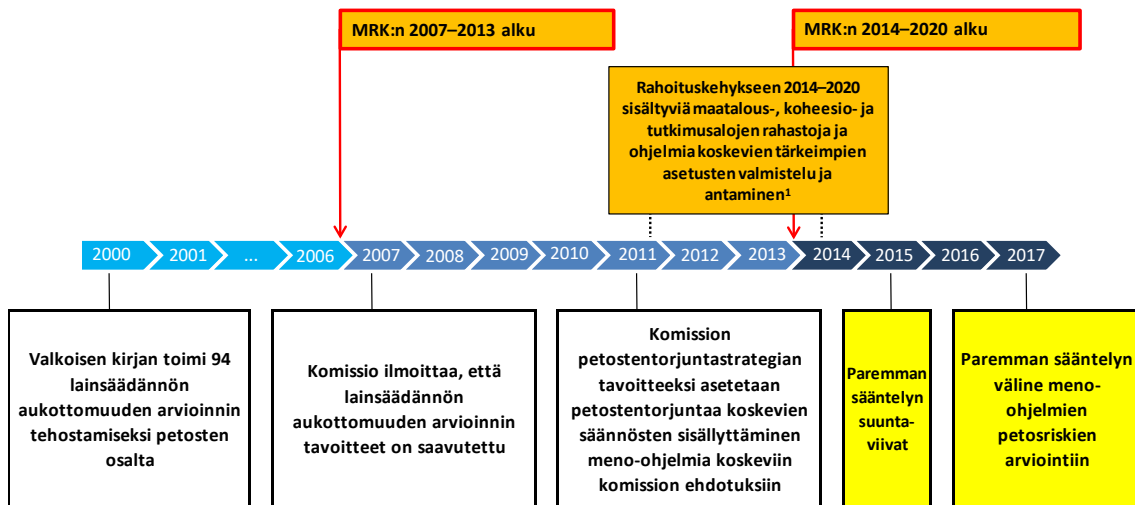 MRK:n 2007–2013 alku
MRK:n 2014–2020 alku
Rahoituskehykseen 2014–2020
sisältyviä maatalous-, koheesio- ja
tutkimusalojen rahastoja ja
ohjelmia koskevien tärkeimpien
asetusten valmistelu ja
antaminen¹
2000 2001 ... 2006 2007 2008 2009 2010 2011 2012 2013 2014 2015 2016 2017
Valkoisen kirjan toimi 94
lainsäädännön
aukottomuuden arvioinnin
tehostamiseksi petosten
osalta
Komissio ilmoittaa, että
lainsäädännön
aukottomuuden arvioinnin
tavoitteet on saavutettu
Komission
petostentorjuntastrategian
tavoitteeksi asetetaan
petostentorjuntaa koskevien
säännösten sisällyttäminen
meno-ohjelmia koskeviin
komission ehdotuksiin
Paremman
sääntelyn
suunta-
viivat
Paremman sääntelyn
väline meno-
ohjelmien
petosriskien
arviointiin